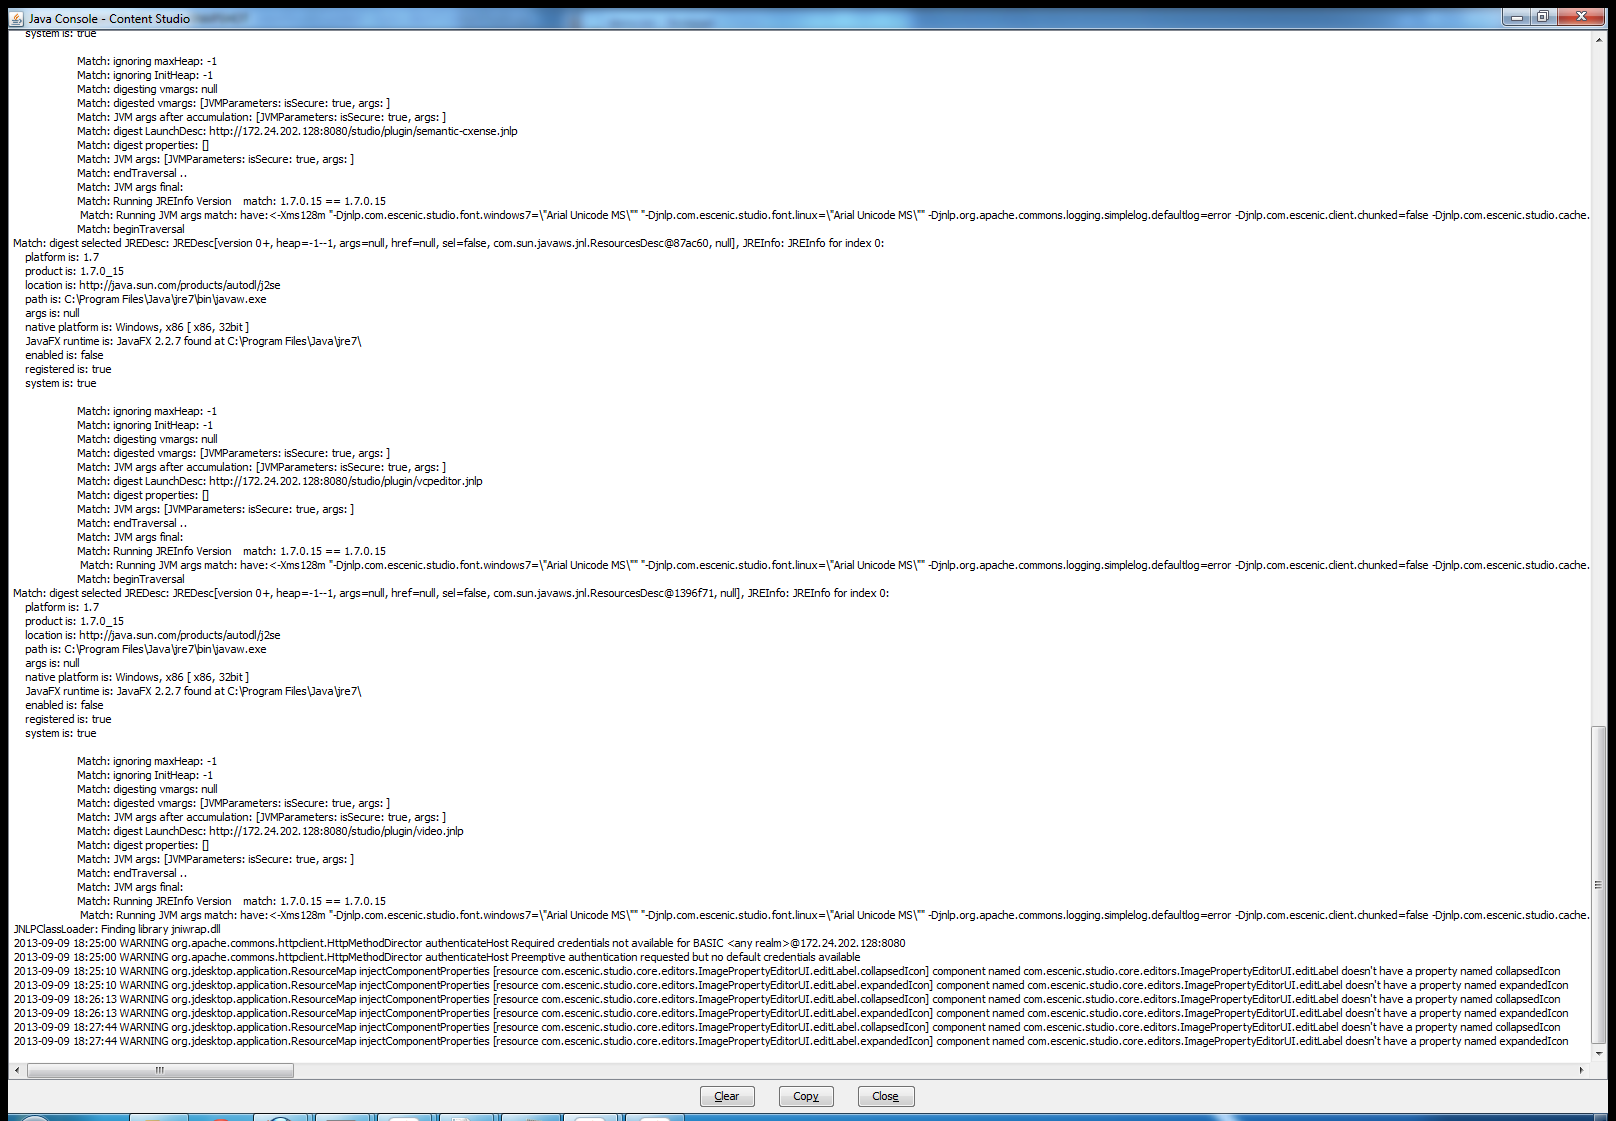 Java Console - Content Studio
system is: true
Match: ignoring maxHeap: -1
Match: ignoring InitHeap: -1
Match: digesting vmargs: null
Match: digested vmargs: [JVMParameters: isSecure: true, args: ]
Match: JVM args after accumulation: [JVMParameters: isSecure: true, args: ]
Match: digest LaunchDesc: http://172.24.202.128:8080/studio/plugin/semantic-cxense.jnlp
Match: digest properties: []
Match: JVM args: [JVMParameters: isSecure: true, args: ]
Match: endTraversal ..
Match: JVM args final:
Match: Running JREInfo Version    match: 1.7.0.15 == 1.7.0.15
Match: Running JVM args match: have:<-Xms128m "-Djnlp.com.escenic.studio.font.windows7=\"Arial Unicode MS\"" "-Djnlp.com.escenic.studio.font.linux=\"Arial Unicode MS\"" -Djnlp.org.apache.commons.logging.simplelog.defaultlog=error -Djnlp.com.escenic.client.chunked=false -Djnlp.com.escenic.studio.cache.
Match: beginTraversal
Match: digest selected JREDesc: JREDesc[version 0+, heap=-1--1, args=null, href=null, sel=false, com.sun.javaws.jnl.ResourcesDesc@87ac60, null], JREInfo: JREInfo for index 0:
platform is: 1.7
product is: 1.7.0_15
location is: http://java.sun.com/products/autodl/j2se
path is: C:\Program Files\Java\jre7\bin\javaw.exe
args is: null
native platform is: Windows, x86 [ x86, 32bit ]
JavaFX runtime is: JavaFX 2.2.7 found at C:\Program Files\Java\jre7\
enabled is: false
registered is: true
system is: true
Match: ignoring maxHeap: -1
Match: ignoring InitHeap: -1
Match: digesting vmargs: null
Match: digested vmargs: [JVMParameters: isSecure: true, args: ]
Match: JVM args after accumulation: [JVMParameters: isSecure: true, args: ]
Match: digest LaunchDesc: http://172.24.202.128:8080/studio/plugin/vcpeditor.jnlp
Match: digest properties: []
Match: JVM args: [JVMParameters: isSecure: true, args: ]
Match: endTraversal ..
Match: JVM args final:
Match: Running JREInfo Version    match: 1.7.0.15 == 1.7.0.15
Match: Running JVM args match: have:<-Xms128m "-Djnlp.com.escenic.studio.font.windows7=\"Arial Unicode MS\"" "-Djnlp.com.escenic.studio.font.linux=\"Arial Unicode MS\"" -Djnlp.org.apache.commons.logging.simplelog.defaultlog=error -Djnlp.com.escenic.client.chunked=false -Djnlp.com.escenic.studio.cache.
Match: beginTraversal
Match: digest selected JREDesc: JREDesc[version 0+, heap=-1--1, args=null, href=null, sel=false, com.sun.javaws.jnl.ResourcesDesc@1396f71, null], JREInfo: JREInfo for index 0:
platform is: 1.7
product is: 1.7.0_15
location is: http://java.sun.com/products/autodl/j2se
path is: C:\Program Files\Java\jre7\bin\javaw.exe
args is: null
native platform is: Windows, x86 [ x86, 32bit ]
JavaFX runtime is: JavaFX 2.2.7 found at C:\Program Files\Java\jre7\
enabled is: false
registered is: true
system is: true
Match: ignoring maxHeap: -1
Match: ignoring InitHeap: -1
Match: digesting vmargs: null
Match: digested vmargs: [JVMParameters: isSecure: true, args: ]
Match: JVM args after accumulation: [JVMParameters: isSecure: true, args: ]
Match: digest LaunchDesc: http://172.24.202.128:8080/studio/plugin/video.jnlp
Match: digest properties: []
Match: JVM args: [JVMParameters: isSecure: true, args: ]
Match: endTraversal ..
Match: JVM args final:
Match: Running JREInfo Version    match: 1.7.0.15 == 1.7.0.15
Match: Running JVM args match: have:<-Xms128m "-Djnlp.com.escenic.studio.font.windows7=\"Arial Unicode MS\"" "-Djnlp.com.escenic.studio.font.linux=\"Arial Unicode MS\"" -Djnlp.org.apache.commons.logging.simplelog.defaultlog=error -Djnlp.com.escenic.client.chunked=false -Djnlp.com.escenic.studio.cache.
JNLPClassLoader: Finding library jniwrap.dll
2013-09-09 18:25:00 WARNING org.apache.commons.httpclient.HttpMethodDirector authenticateHost Required credentials not available for BASIC <any realm>@172.24.202.128:8080
2013-09-09 18:25:00 WARNING org.apache.commons.httpclient.HttpMethodDirector authenticateHost Preemptive authentication requested but no default credentials available
2013-09-09 18:25:10 WARNING org.jdesktop.application.ResourceMap injectComponentProperties [resource com.escenic.studio.core.editors.ImagePropertyEditorUI.editLabel.collapsedIcon] component named com.escenic.studio.core.editors.ImagePropertyEditorUI.editLabel doesn't have a property named collapsedIcon
2013-09-09 18:25:10 WARNING org.jdesktop.application.ResourceMap injectComponentProperties [resource com.escenic.studio.core.editors.ImagePropertyEditorUI.editLabel.expandedIcon] component named com.escenic.studio.core.editors.ImagePropertyEditorUI.editLabel doesn't have a property named expandedIcon
2013-09-09 18:26:13 WARNING org.jdesktop.application.ResourceMap injectComponentProperties [resource com.escenic.studio.core.editors.ImagePropertyEditorUI.editLabel.collapsedIcon] component named com.escenic.studio.core.editors.ImagePropertyEditorUI.editLabel doesn't have a property named collapsedIcon
2013-09-09 18:26:13 WARNING org.jdesktop.application.ResourceMap injectComponentProperties [resource com.escenic.studio.core.editors.ImagePropertyEditorUI.editLabel.expandedIcon] component named com.escenic.studio.core.editors.ImagePropertyEditorUI.editLabel doesn't have a property named expandedIcon
2013-09-09 18:27:44 WARNING org.jdesktop.application.ResourceMap injectComponentProperties [resource com.escenic.studio.core.editors.ImagePropertyEditorUI.editLabel.collapsedIcon] component named com.escenic.studio.core.editors.ImagePropertyEditorUI.editLabel doesn't have a property named collapsedIcon
2013-09-09 18:27:44 WARNING org.jdesktop.application.ResourceMap injectComponentProperties [resource com.escenic.studio.core.editors.ImagePropertyEditorUI.editLabel.expandedIcon] component named com.escenic.studio.core.editors.ImagePropertyEditorUI.editLabel doesn't have a property named expandedIcon
Clear Copy Close